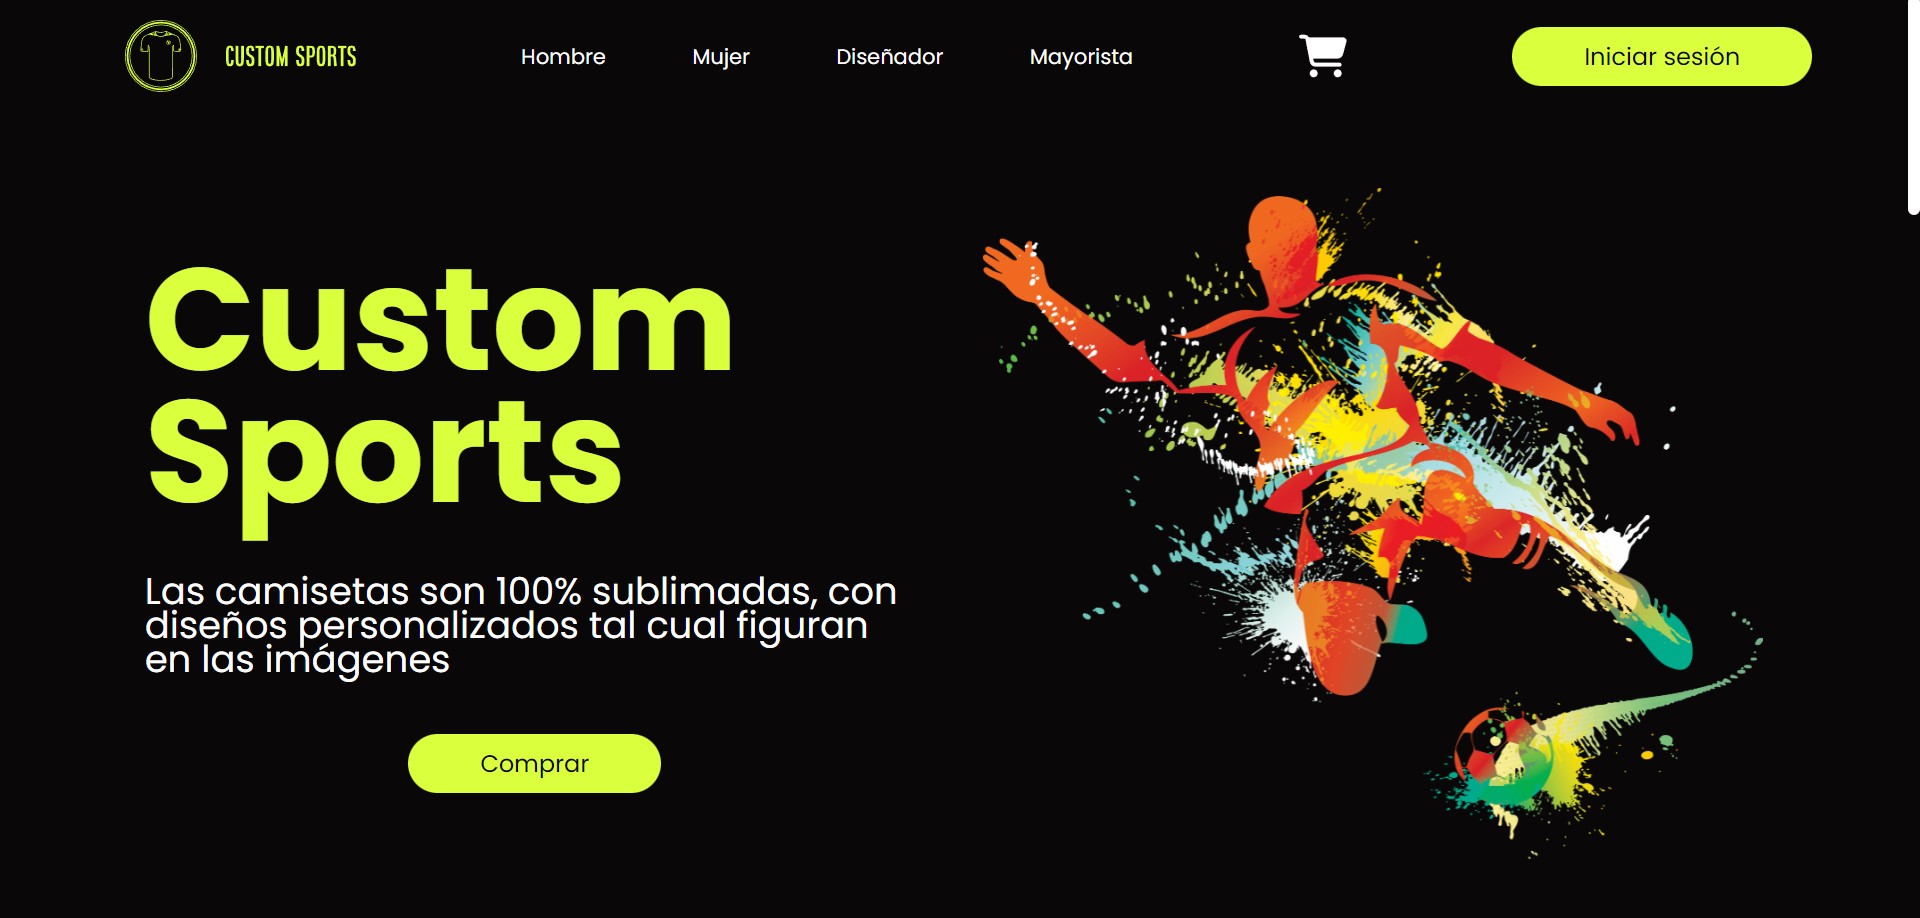 CUSTOM SPORTS
Hombre
Mujer
Diseñador
Mayorista
Iniciar sesión
Custom
Sports
Las camisetas son 100% sublimadas, con
diseños personalizados tal cual figuran
en las imágenes
Comprar